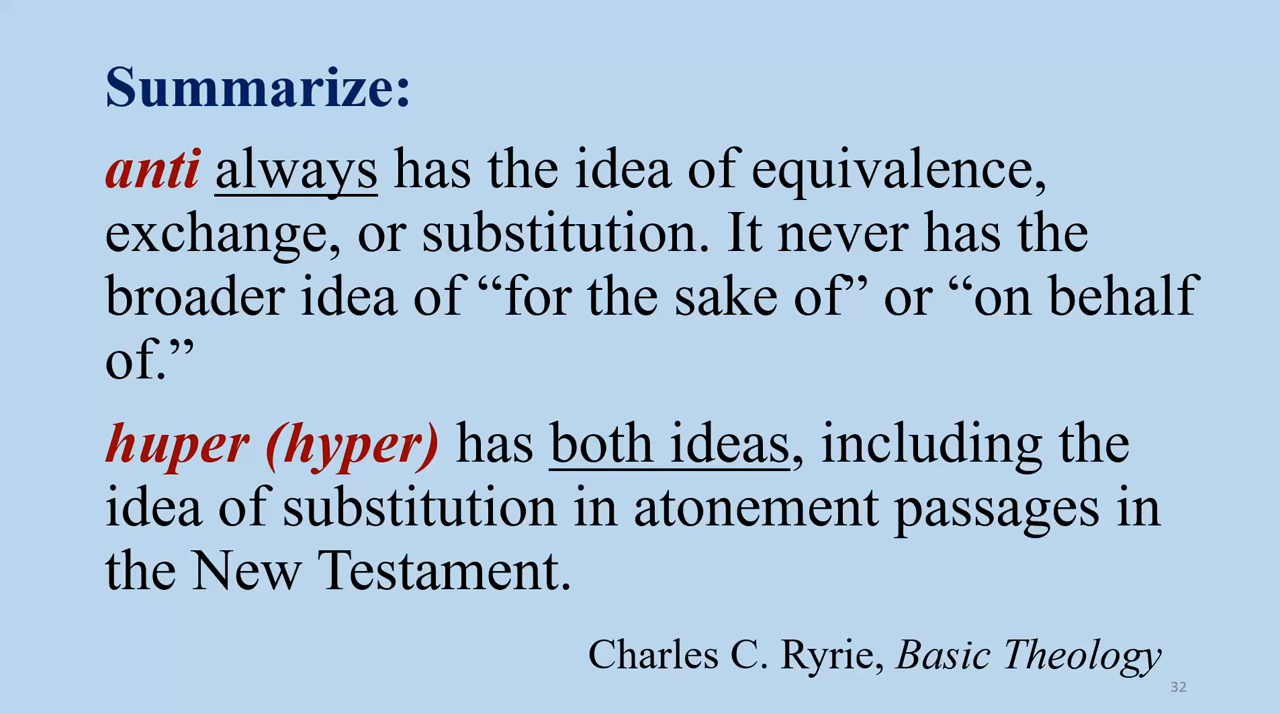 Summarize:
anti always has the idea of equivalence,
exchange, or substitution. It never has the
broader idea of “for the sake of” or “on behalf
of.”
huper (hyper) has both ideas, including the
idea of substitution in atonement passages in
the New Testament.
Charles C. Ryrie, Basic Theology
32